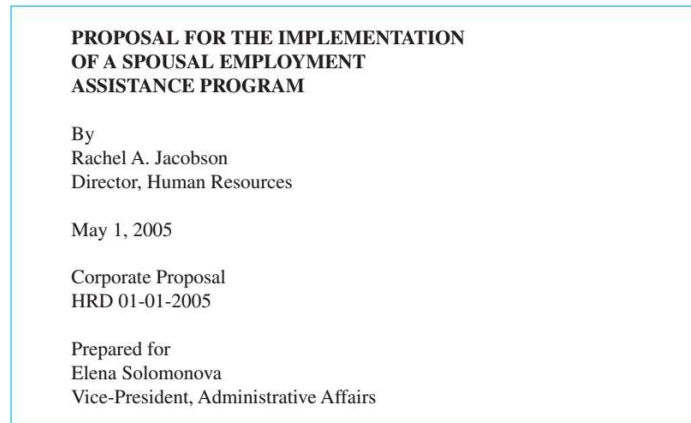 PROPOSAL FOR THE IMPLEMENTATION
OF A SPOUSAL EMPLOYMENT
ASSISTANCE PROGRAM
By
Rachel A. Jacobson
Director, Human Resources
May 1, 2005
Corporate Proposal
HRD 01-01-2005
Prepared for
Elena Solomonova
Vice-President, Administrative Affairs